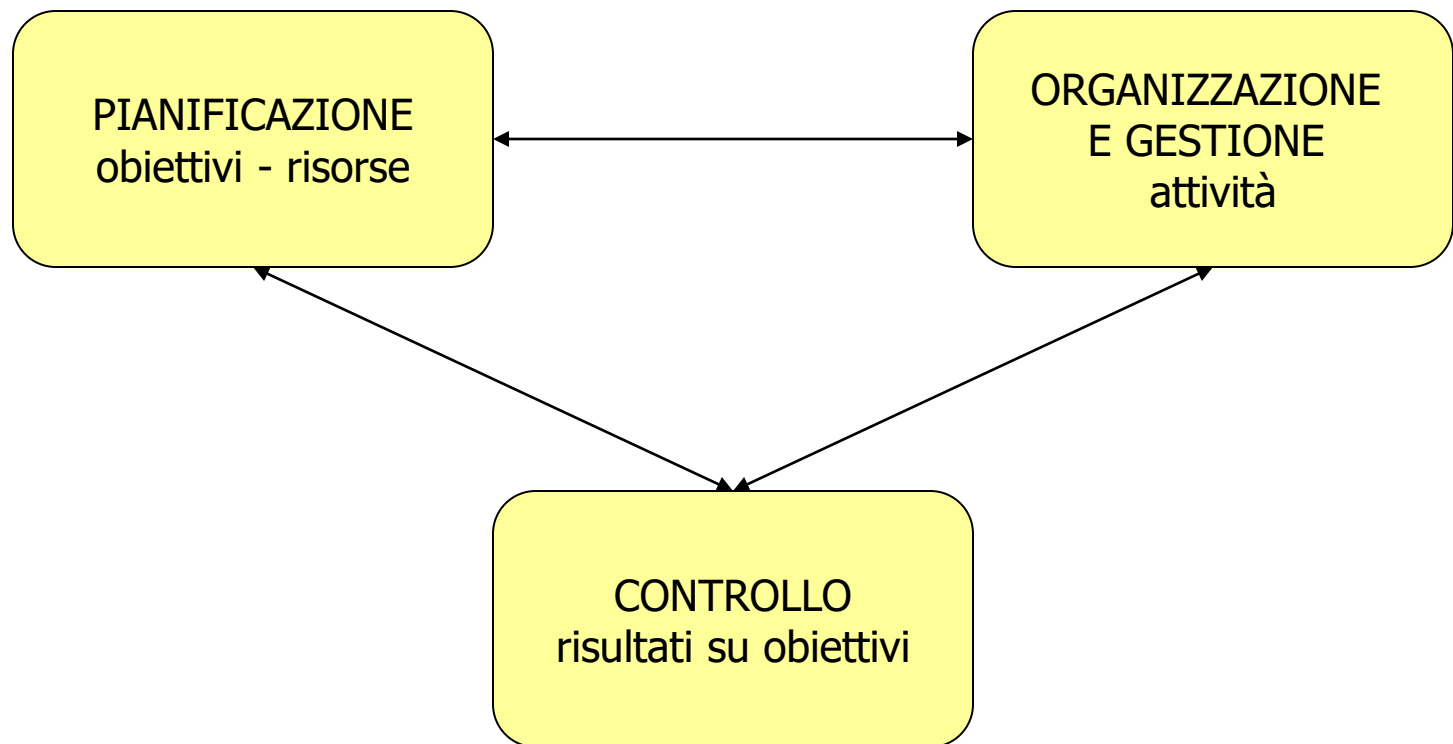 PIANIFICAZIONE
obiettivi - risorse
ORGANIZZAZIONE
E GESTIONE
attività
CONTROLLO
risultati su obiettivi